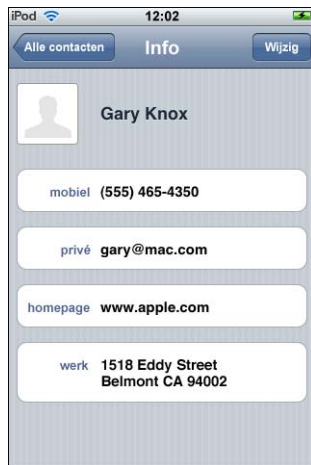 iPod 12:02
Alle contacten Info Wijzig
Gary Knox
mobiel (555) 465-4350
privé gary@mac.com
homepage www.apple.com
werk 1518 Eddy Street
Belmont CA 94002